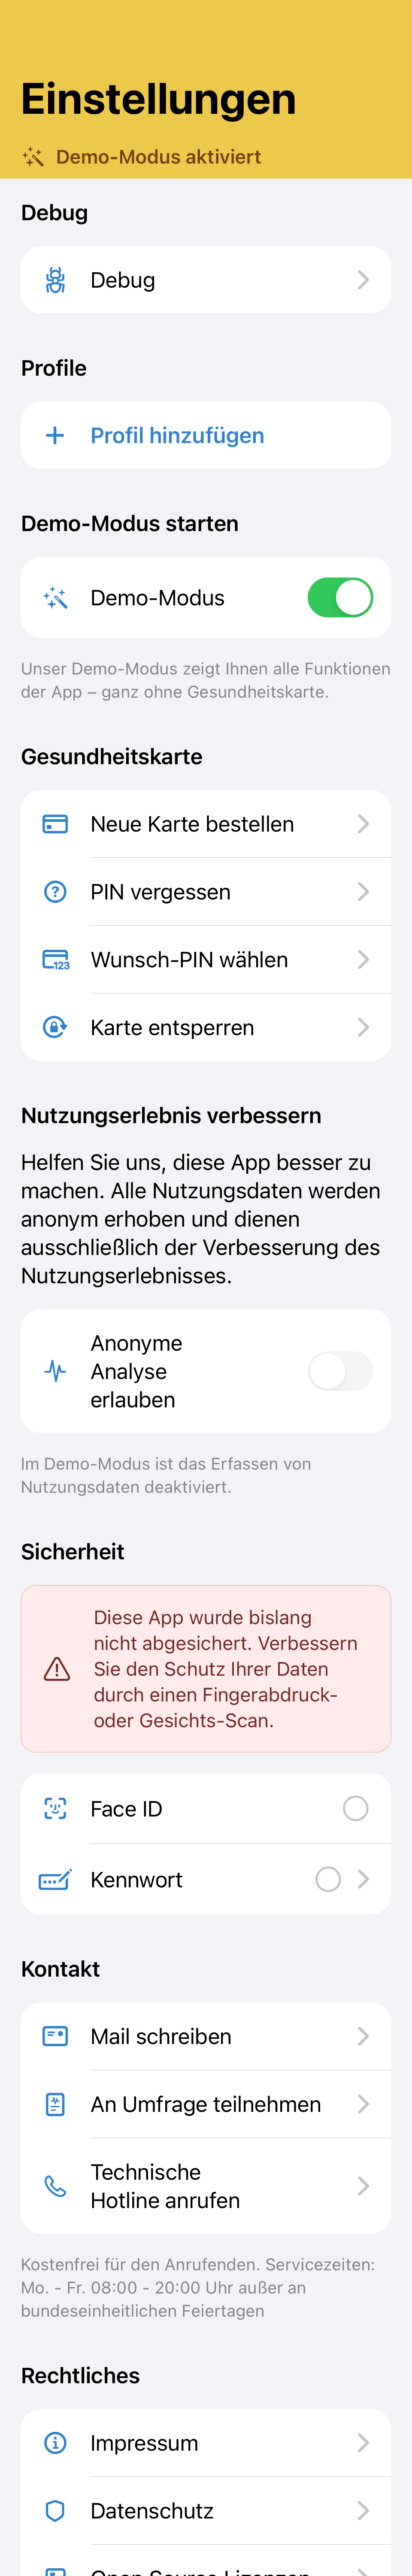 Einstellungen
Demo-Modus aktiviert
Debug
Debug
Profile
Profil hinzufügen
Demo-Modus starten
Demo-Modus
Unser Demo-Modus zeigt Ihnen alle Funktionen
der App – ganz ohne Gesundheitskarte.
Gesundheitskarte
Neue Karte bestellen
PIN vergessen
123
Wunsch-PIN wählen
Karte entsperren
Nutzungserlebnis verbessern
Helfen Sie uns, diese App besser zu
machen. Alle Nutzungsdaten werden
anonym erhoben und dienen
ausschließlich der Verbesserung des
Nutzungserlebnisses.
Anonyme
Analyse
erlauben
Im Demo-Modus ist das Erfassen von
Nutzungsdaten deaktiviert.
Sicherheit
Diese App wurde bislang
nicht abgesichert. Verbessern
Sie den Schutz Ihrer Daten
durch einen Fingerabdruck-
oder Gesichts-Scan.
Face ID
Kennwort
Kontakt
Mail schreiben
An Umfrage teilnehmen
Technische
Hotline anrufen
Kostenfrei für den Anrufenden. Servicezeiten:
Mo. - Fr. 08:00 - 20:00 Uhr außer an
bundeseinheitlichen Feiertagen
Rechtliches
Impressum
Datenschutz
Open Source Lizenzen